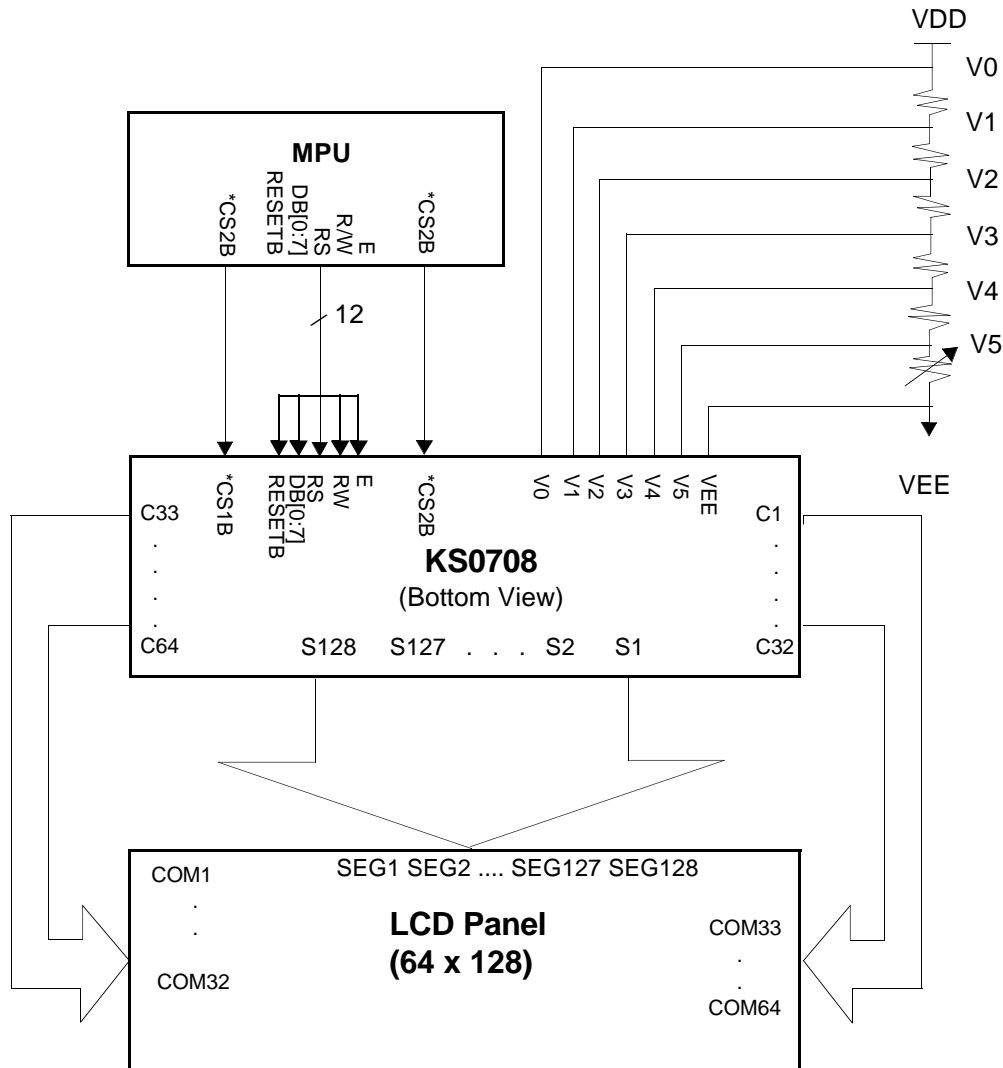 VDD
V0
V1
V2
V3
V4
V5
VEE
MPU
*CS2B
RESETB
DB[0:7]
RS
R/W
E
*CS2B
12
*CS1B
RESETB
DB[0:7]
RS
RW
E
*CS2B
V0
V1
V2
V3
V4
V5
VEE
C33
.
.
.
.
C64
KS0708
(Bottom View)
C1
.
.
.
.
C32
S128 S127 . . . S2 S1
SEG1 SEG2 .... SEG127 SEG128
COM1
.
.
COM32
LCD Panel
(64 x 128)
COM33
.
.
COM64